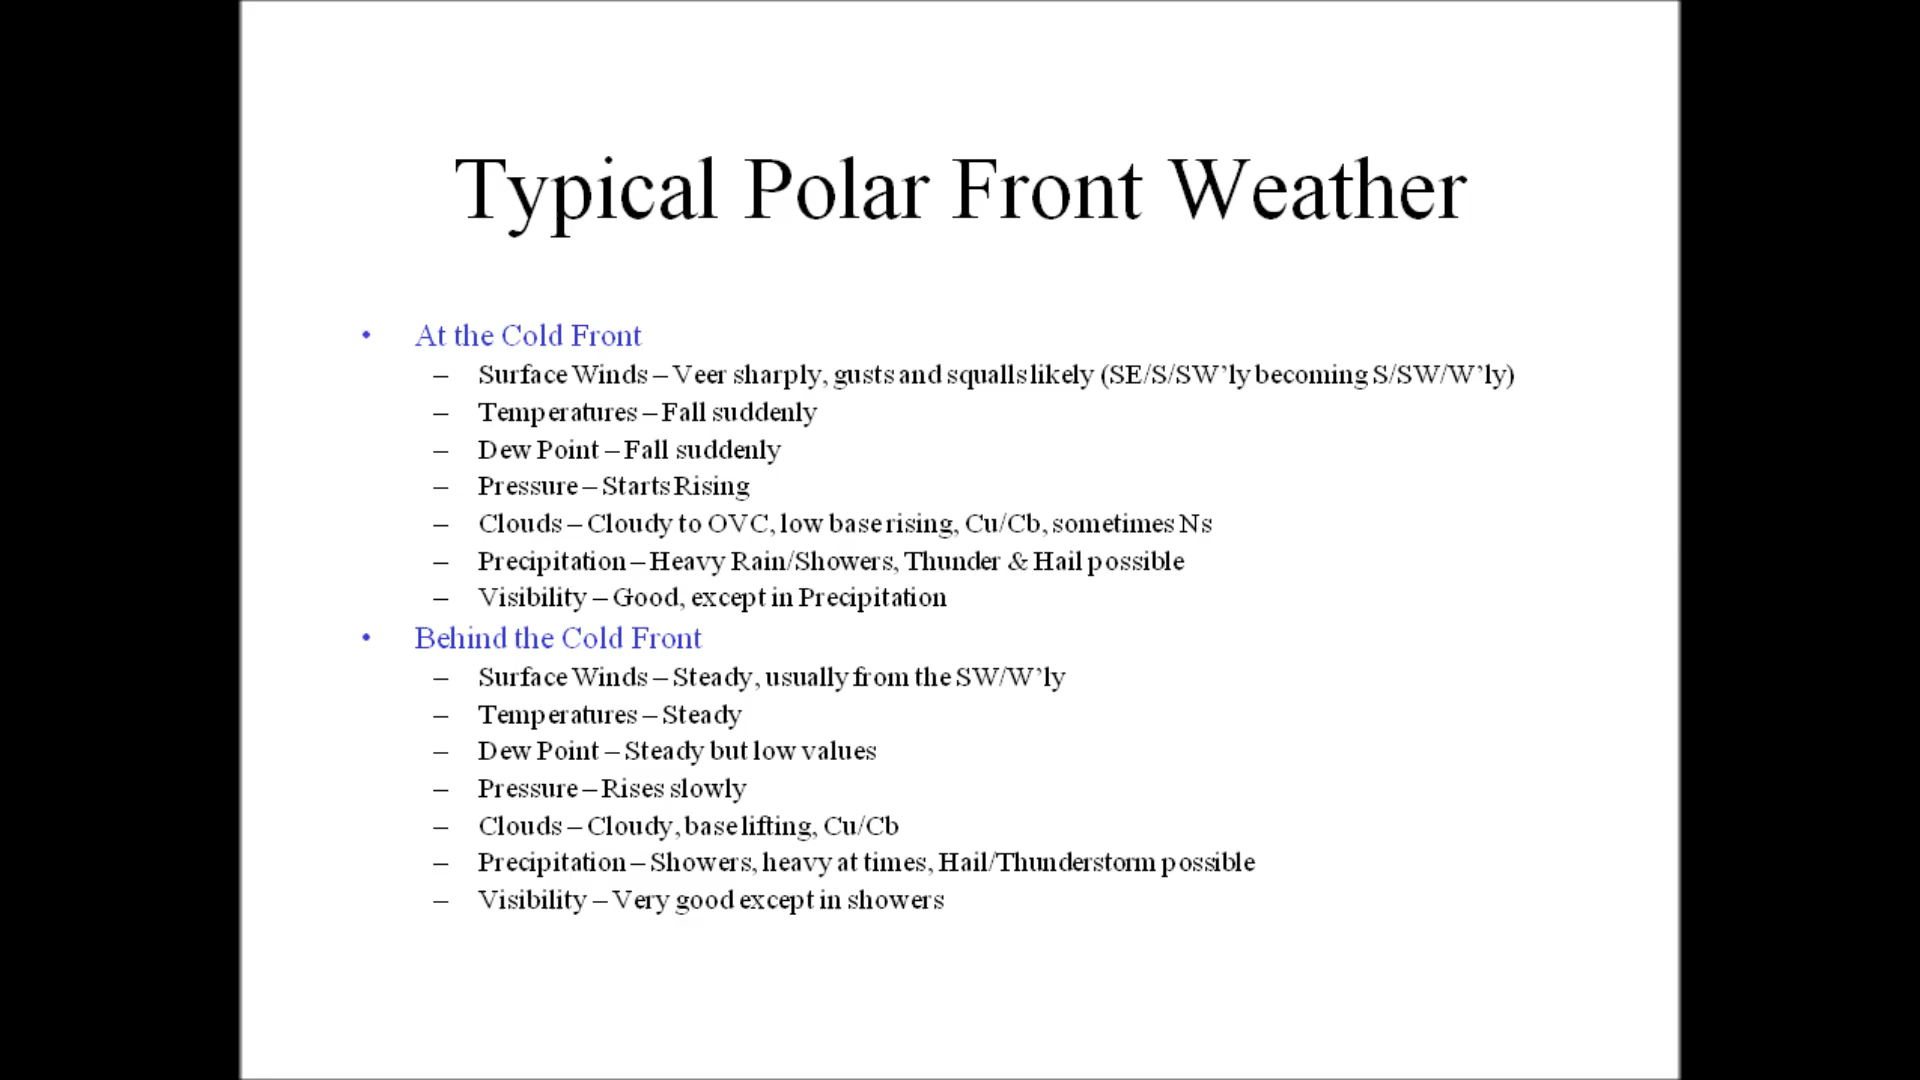 Typical Polar Front Weather
• At the Cold Front
– Surface Winds – Veer sharply, gusts and squalls likely (SE/S/SW’ly becoming S/SW/W’ly)
– Temperatures – Fall suddenly
– Dew Point – Fall suddenly
– Pressure – Starts Rising
– Clouds – Cloudy to OVC, low base rising, Cu/Cb, sometimes Ns
– Precipitation – Heavy Rain/Showers, Thunder & Hail possible
– Visibility – Good, except in Precipitation
• Behind the Cold Front
– Surface Winds – Steady, usually from the SW/W’ly
– Temperatures – Steady
– Dew Point – Steady but low values
– Pressure – Rises slowly
– Clouds – Cloudy, base lifting, Cu/Cb
– Precipitation – Showers, heavy at times, Hail/Thunderstorm possible
– Visibility – Very good except in showers